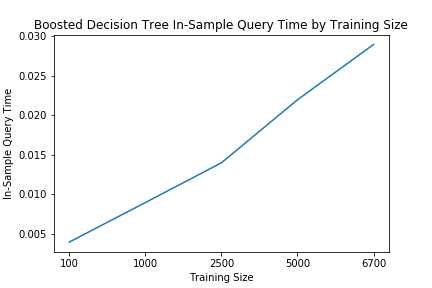 Boosted Decision Tree In-Sample Query Time by Training Size
In-Sample Query Time
0.030
0.025
0.020
0.015
0.010
0.005
100 1000 2500 5000 6700
Training Size